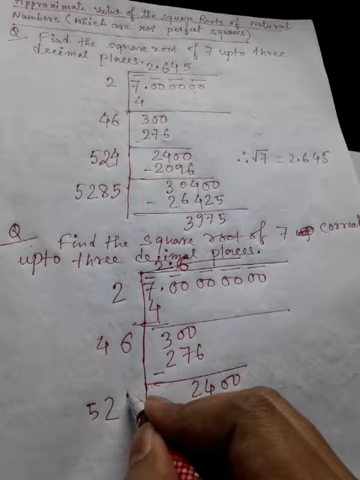 Approximate value of the square Roots of Natural
Numbers (which are not perfect squares)
Q Find the square root of 7 upto three
decimal places.
2.645
2 7.00 00 00
4
46 300
276
524 2400
-2096
∴√7 = 2.645
5285 30400
- 26425
3975
Q Find the square root of 7
upto three decimal places.
2.6
2 7.00 00 00 00
4
46 300
- 276
2400
52